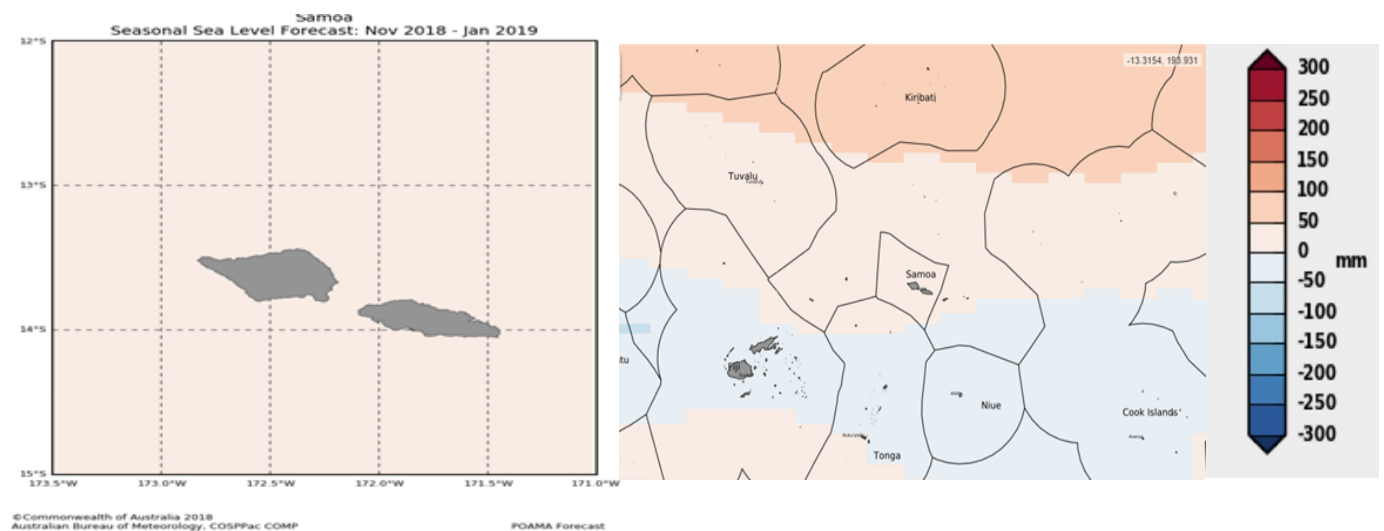 Samoa
Seasonal Sea Level Forecast: Nov 2018 - Jan 2019
12°S
13°S
14°S
15°S
173.5°W 173.0°W 172.5°W 172.0°W 171.5°W 171.0°W
©Commonwealth of Australia 2018
Australian Bureau of Meteorology, COSPPac COMP
POAMA Forecast
-13.3154, 193.931
Kiribati
Tuvalu
Samoa
tu
Fiji
Niue
Cook Islands
Tonga
300
250
200
150
100
50
0
mm
-50
-100
-150
-200
-250
-300